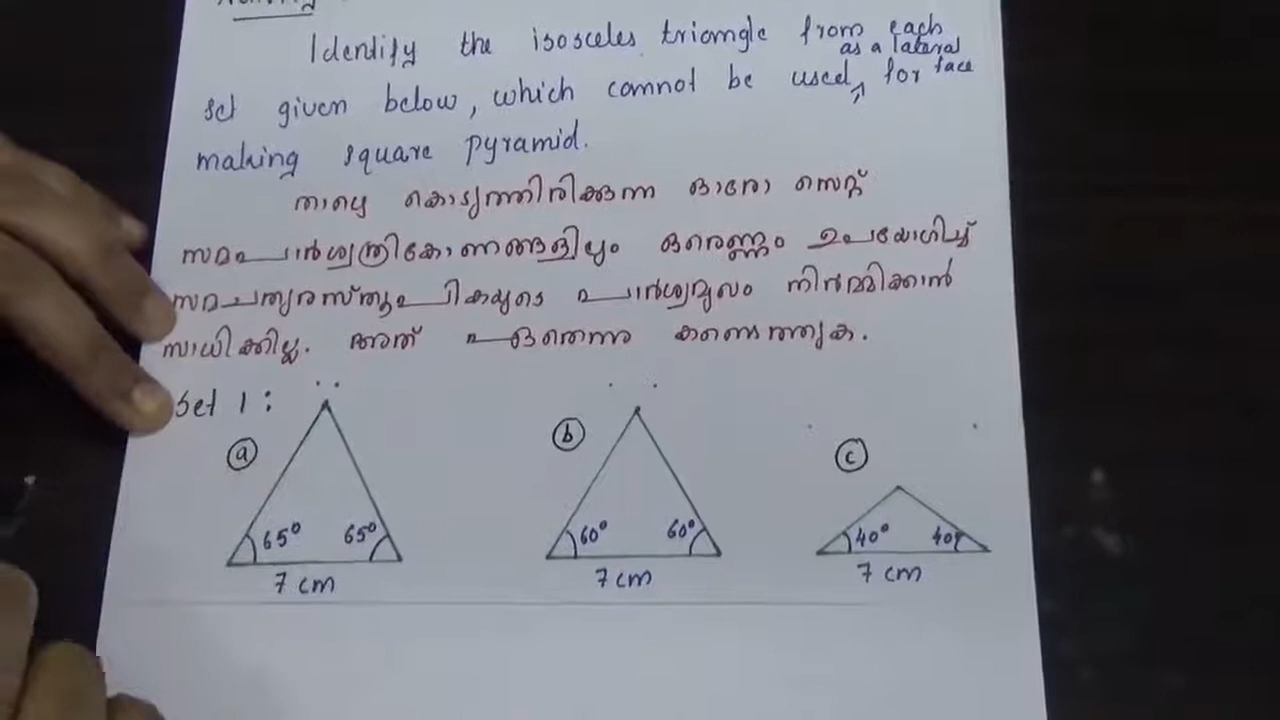 Identify the isosceles triangle from each
as a lateral
set given below, which cannot be used, for face
making square pyramid.
താഴെ കൊടുത്തിരിക്കുന്ന ഓരോ സെറ്റ്
സമപാർശ്വത്രികോണങ്ങളിലും ഒരെണ്ണം ഉപയോഗിച്ച്
സമചതുരസ്തൂപികയുടെ പാർശ്വമുഖം നിർമ്മിക്കാൻ
സാധിക്കില്ല. അത് ഏതെന്ന കണ്ടെത്തുക.
Set 1:
a b c
65° 65° 60° 60° 40° 40°
7 cm 7 cm 7 cm